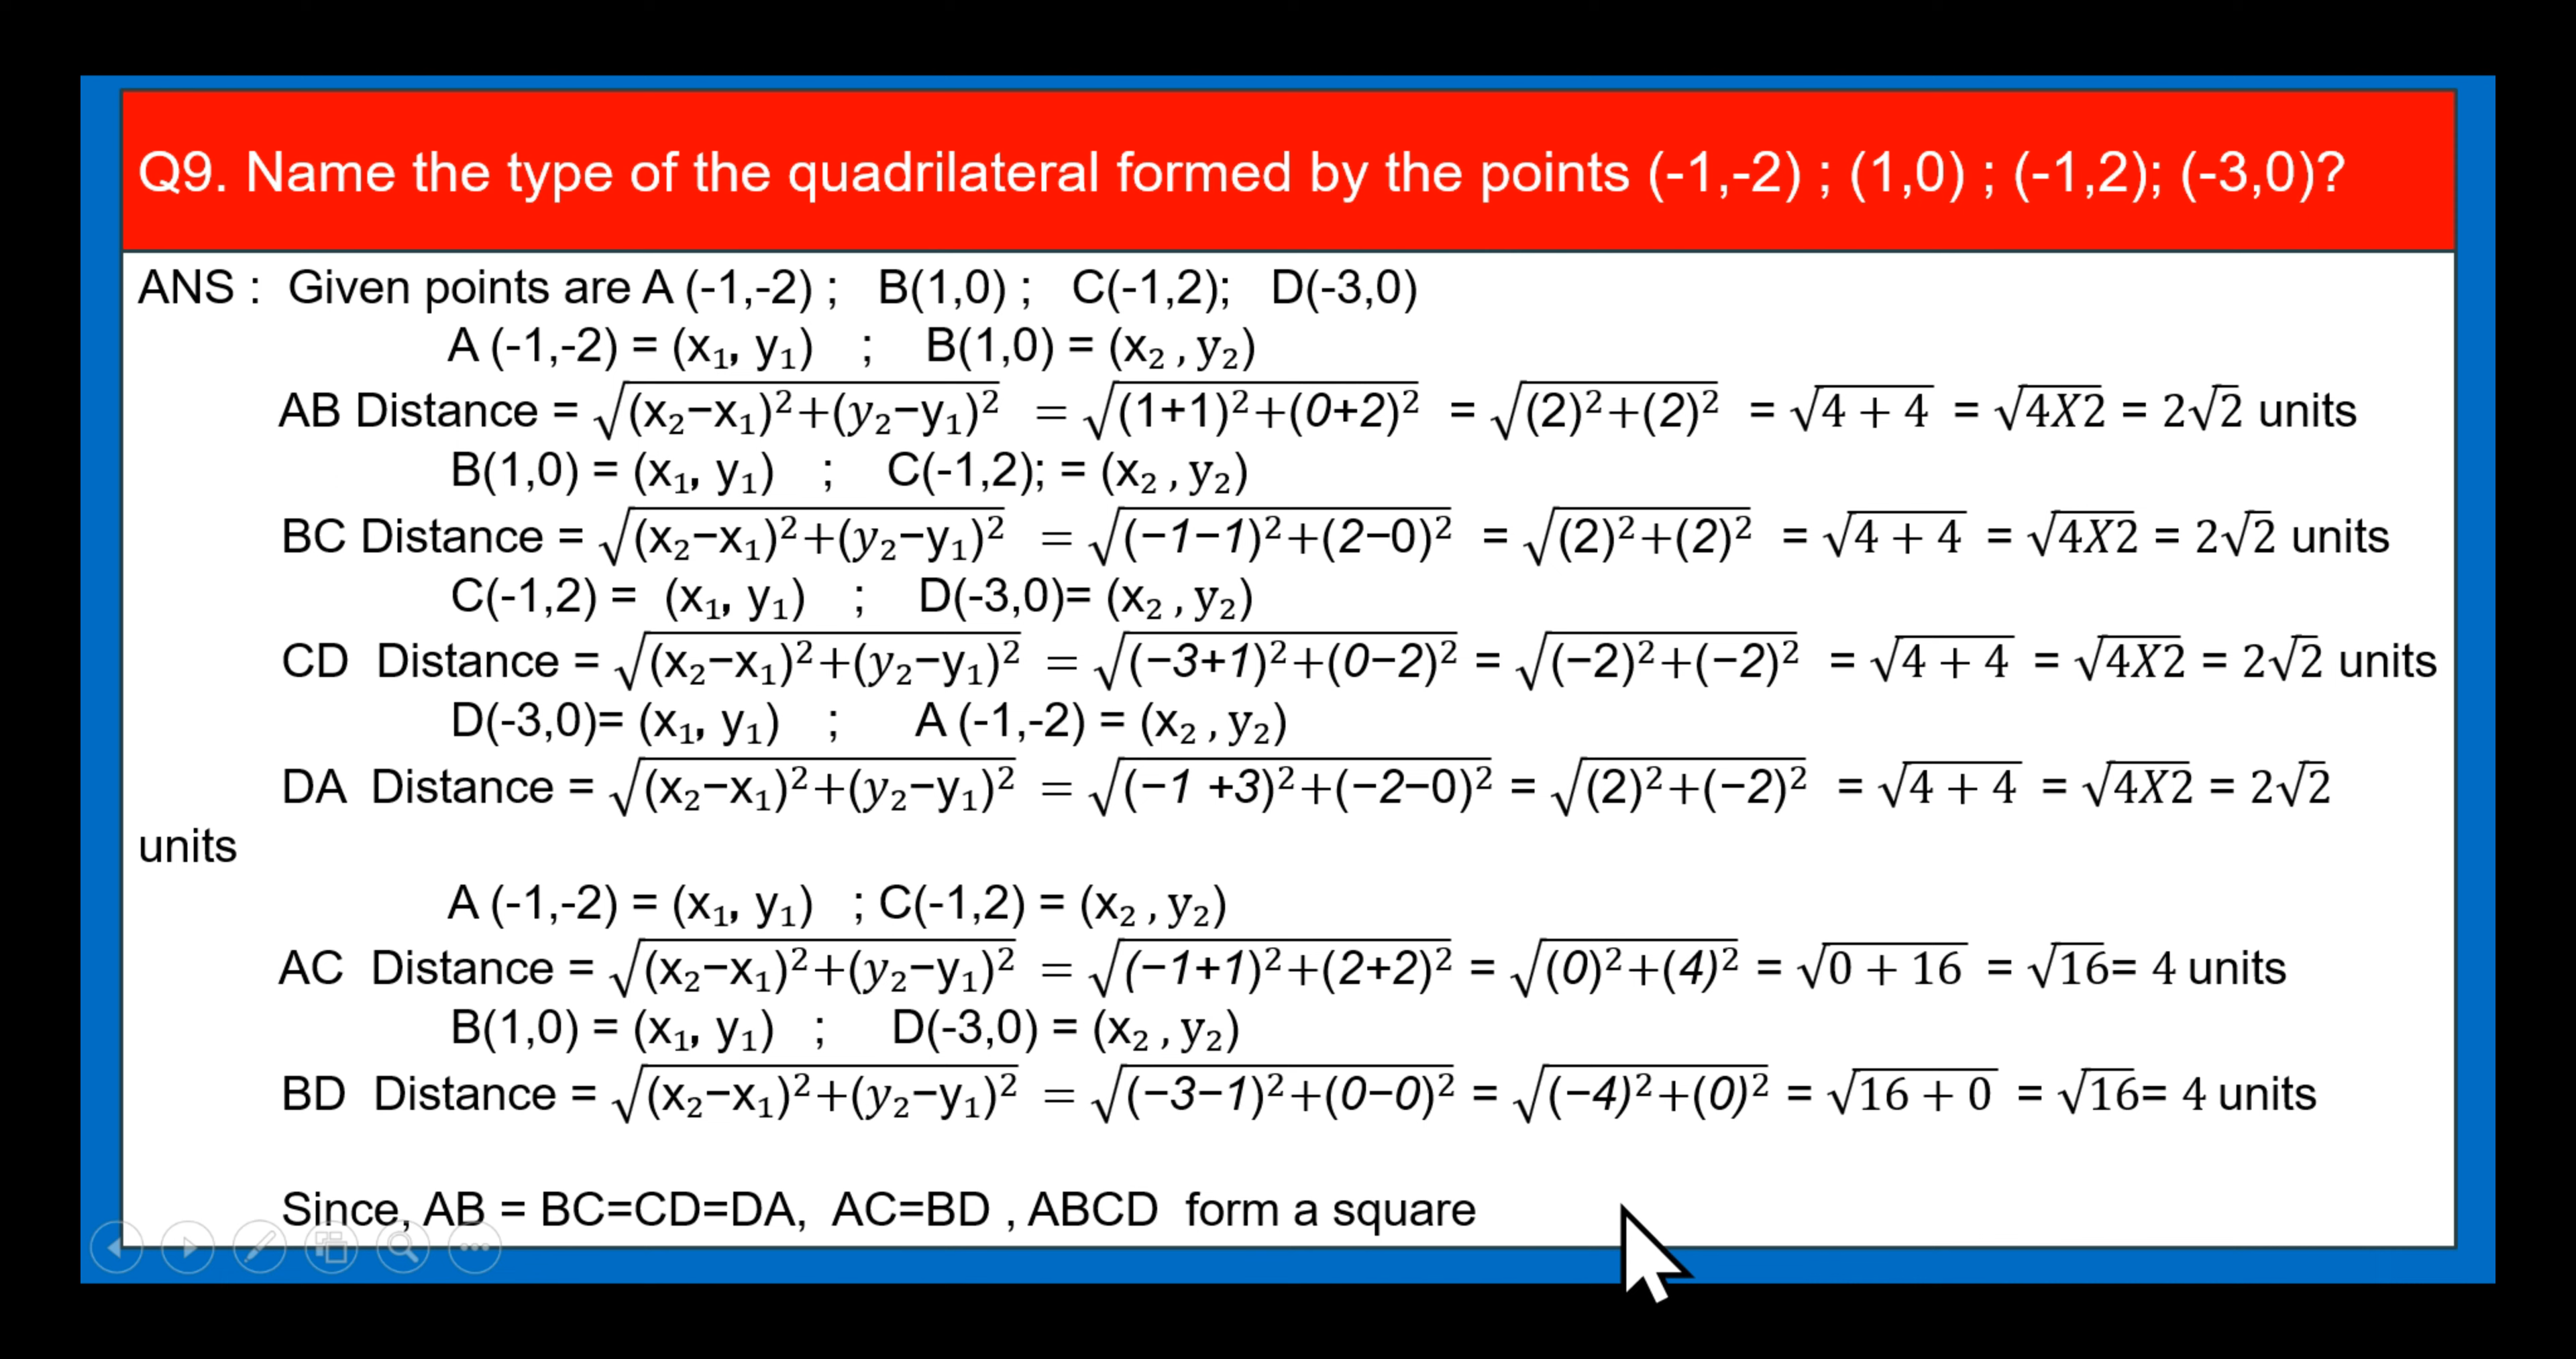 Q9. Name the type of the quadrilateral formed by the points (-1,-2) ; (1,0) ; (-1,2); (-3,0)?
ANS : Given points are A (-1,-2) ; B(1,0) ; C(-1,2); D(-3,0)
A (-1,-2) = (x₁, y₁) ; B(1,0) = (x₂ , y₂)
AB Distance = √(x₂−x₁)²+(y₂−y₁)² = √(1+1)²+(0+2)² = √(2)²+(2)² = √4 + 4 = √4X2 = 2√2 units
B(1,0) = (x₁, y₁) ; C(-1,2); = (x₂ , y₂)
BC Distance = √(x₂−x₁)²+(y₂−y₁)² = √(−1−1)²+(2−0)² = √(2)²+(2)² = √4 + 4 = √4X2 = 2√2 units
C(-1,2) = (x₁, y₁) ; D(-3,0)= (x₂ , y₂)
CD Distance = √(x₂−x₁)²+(y₂−y₁)² = √(−3+1)²+(0−2)² = √(−2)²+(−2)² = √4 + 4 = √4X2 = 2√2 units
D(-3,0)= (x₁, y₁) ; A (-1,-2) = (x₂ , y₂)
DA Distance = √(x₂−x₁)²+(y₂−y₁)² = √(−1 +3)²+(−2−0)² = √(2)²+(−2)² = √4 + 4 = √4X2 = 2√2
units
A (-1,-2) = (x₁, y₁) ; C(-1,2) = (x₂ , y₂)
AC Distance = √(x₂−x₁)²+(y₂−y₁)² = √(−1+1)²+(2+2)² = √(0)²+(4)² = √0 + 16 = √16= 4 units
B(1,0) = (x₁, y₁) ; D(-3,0) = (x₂ , y₂)
BD Distance = √(x₂−x₁)²+(y₂−y₁)² = √(−3−1)²+(0−0)² = √(−4)²+(0)² = √16 + 0 = √16= 4 units
Since, AB = BC=CD=DA, AC=BD , ABCD form a square